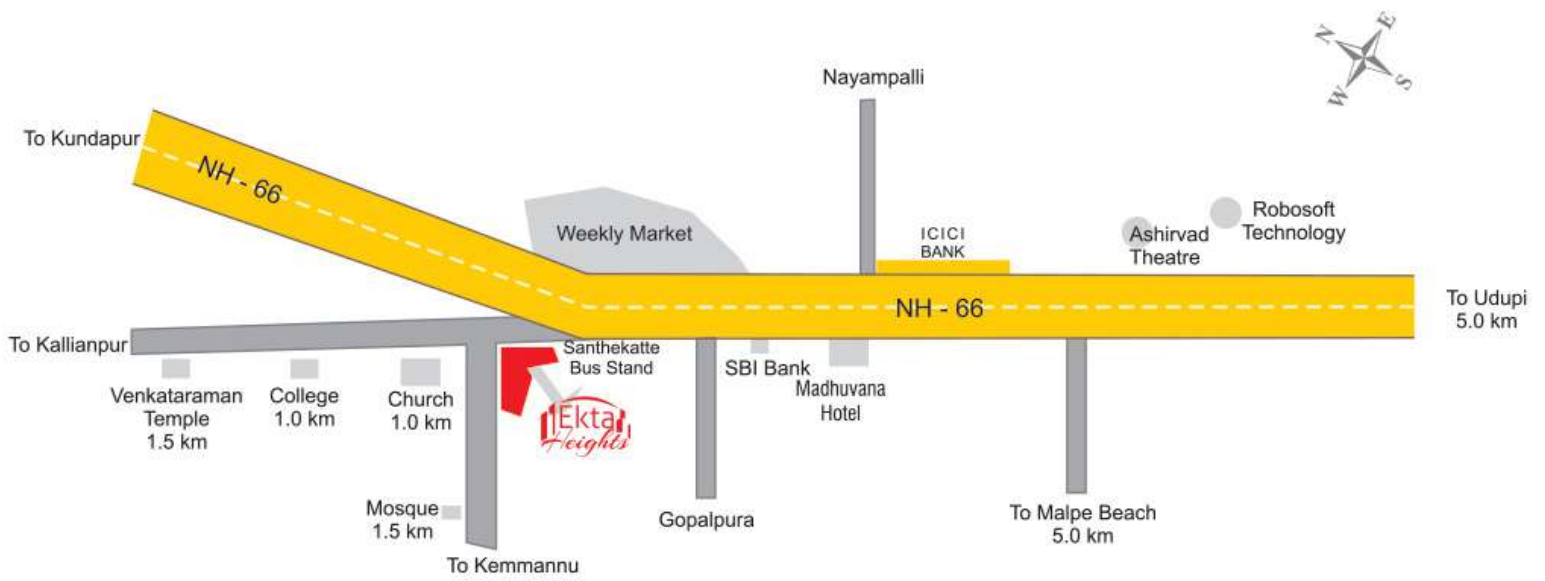 N
E
W
S
Nayampalli
To Kundapur
NH - 66
Weekly Market
ICICI
BANK
Ashirvad
Theatre
Robosoft
Technology
NH - 66
To Udupi
5.0 km
To Kallianpur
Santhekatte
Bus Stand
SBI Bank
Madhuvana
Hotel
Venkataraman
Temple
1.5 km
College
1.0 km
Church
1.0 km
Ekta
Heights
Mosque
1.5 km
Gopalpura
To Malpe Beach
5.0 km
To Kemmannu